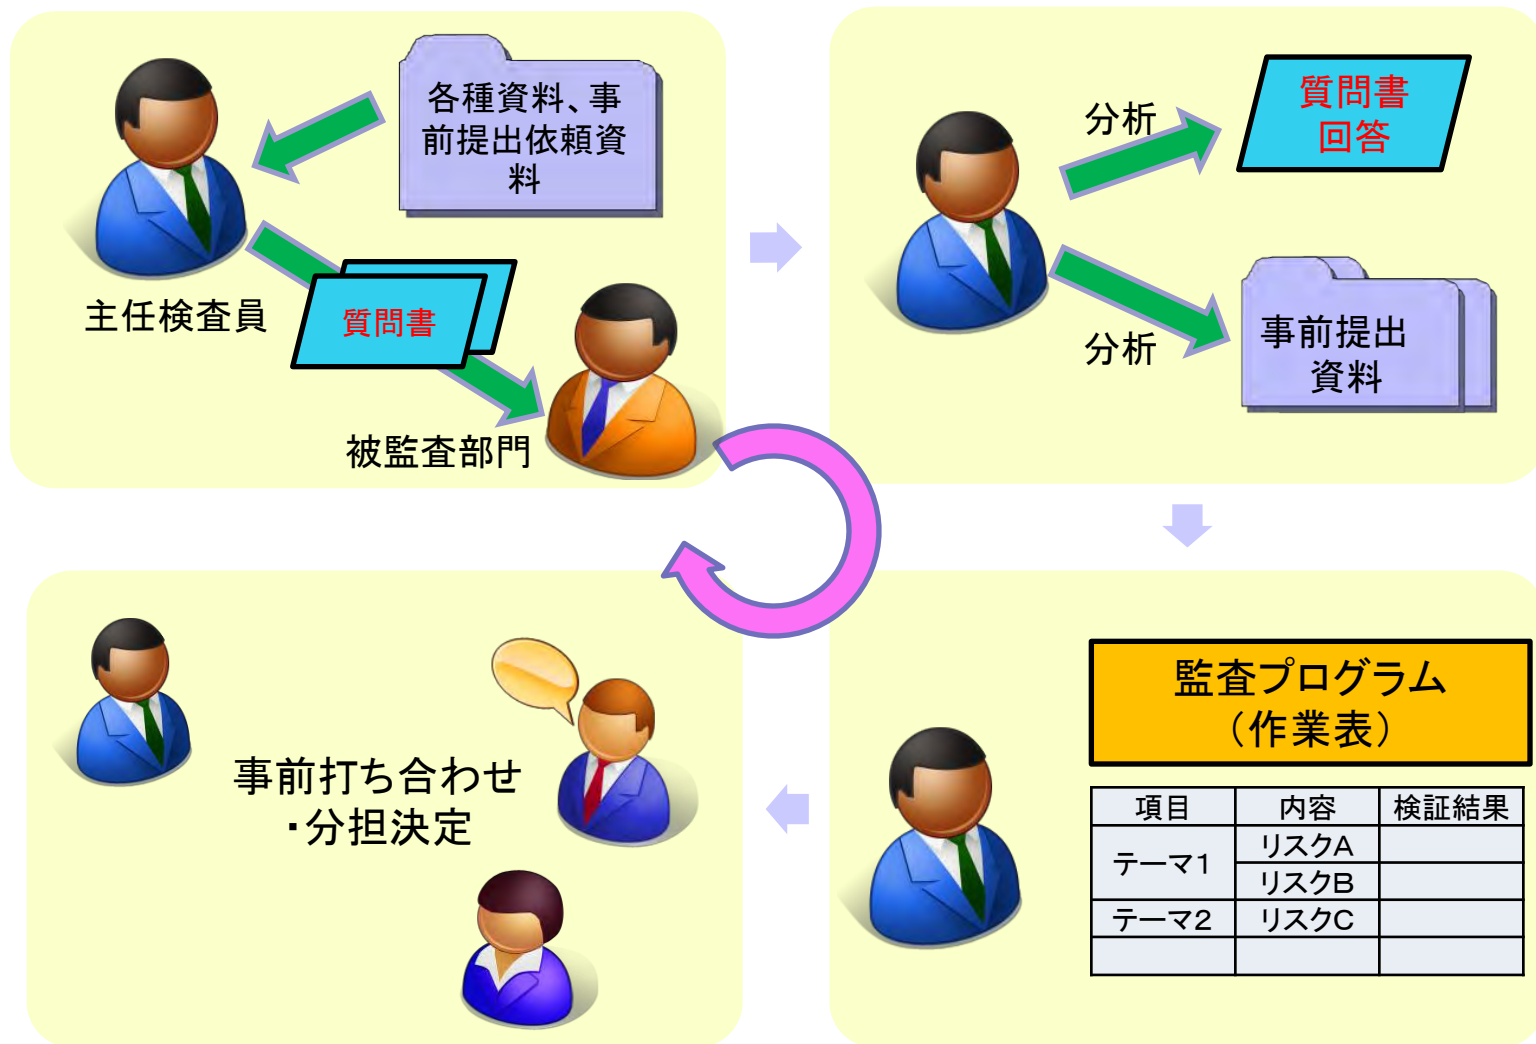 各種資料、事
前提出依頼資
料
主任検査員
質問書
被監査部門
分析
質問書
回答
分析
事前提出
資料
監査プログラム
（作業表）
項目 内容 検証結果
テーマ1 リスクA
リスクB
テーマ2 リスクC
事前打ち合わせ
・分担決定